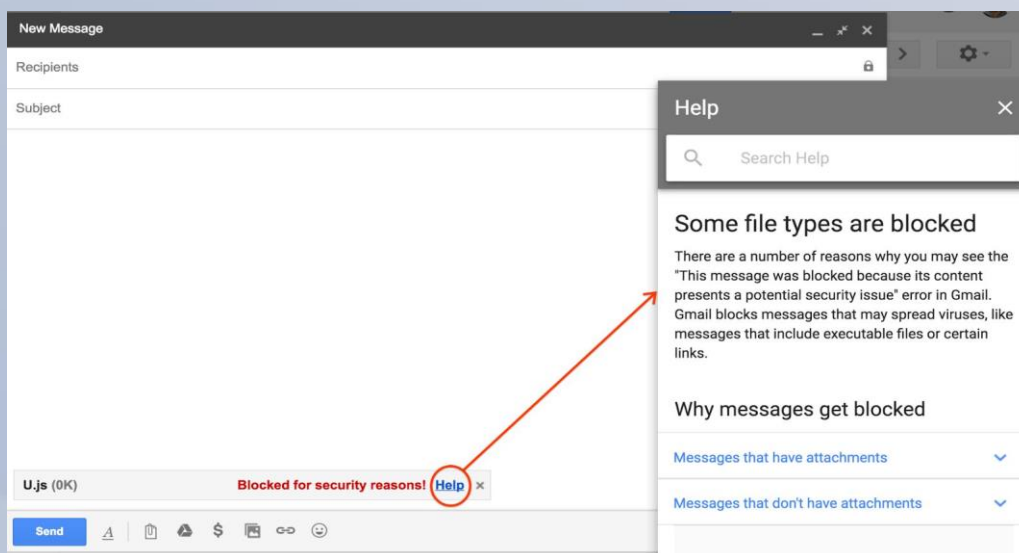 New Message
Recipients
Subject
U.js (0K) Blocked for security reasons! Help ×
Send A $
Help
Search Help
Some file types are blocked
There are a number of reasons why you may see the
"This message was blocked because its content
presents a potential security issue" error in Gmail.
Gmail blocks messages that may spread viruses, like
messages that include executable files or certain
links.
Why messages get blocked
Messages that have attachments
Messages that don't have attachments